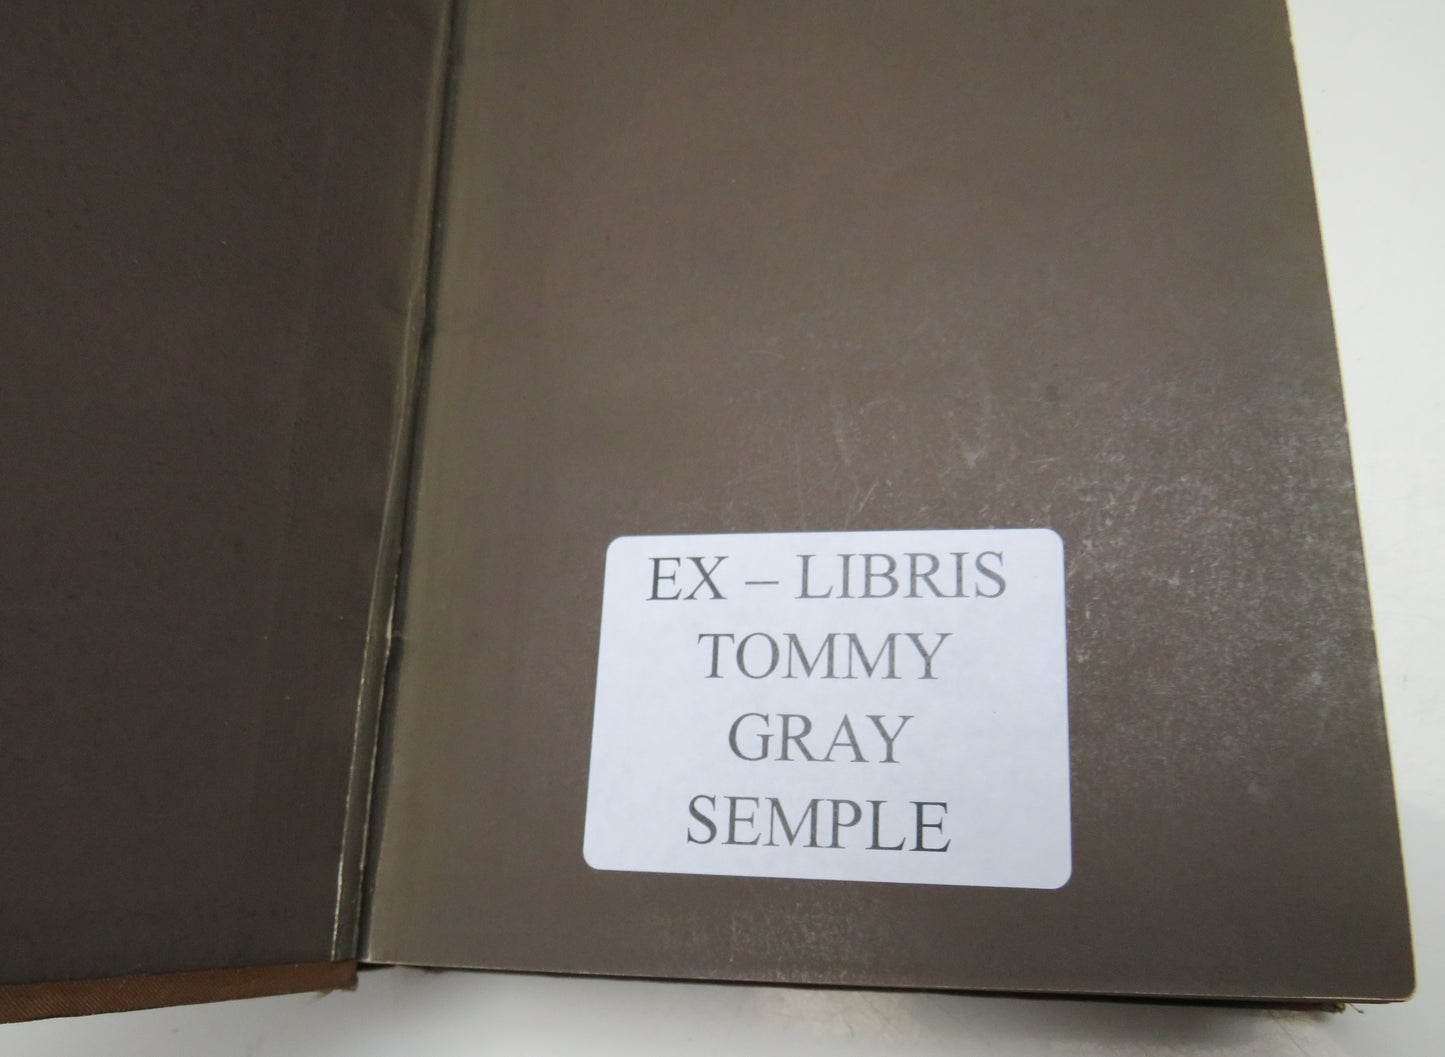 EX – LIBRIS
TOMMY
GRAY
SEMPLE